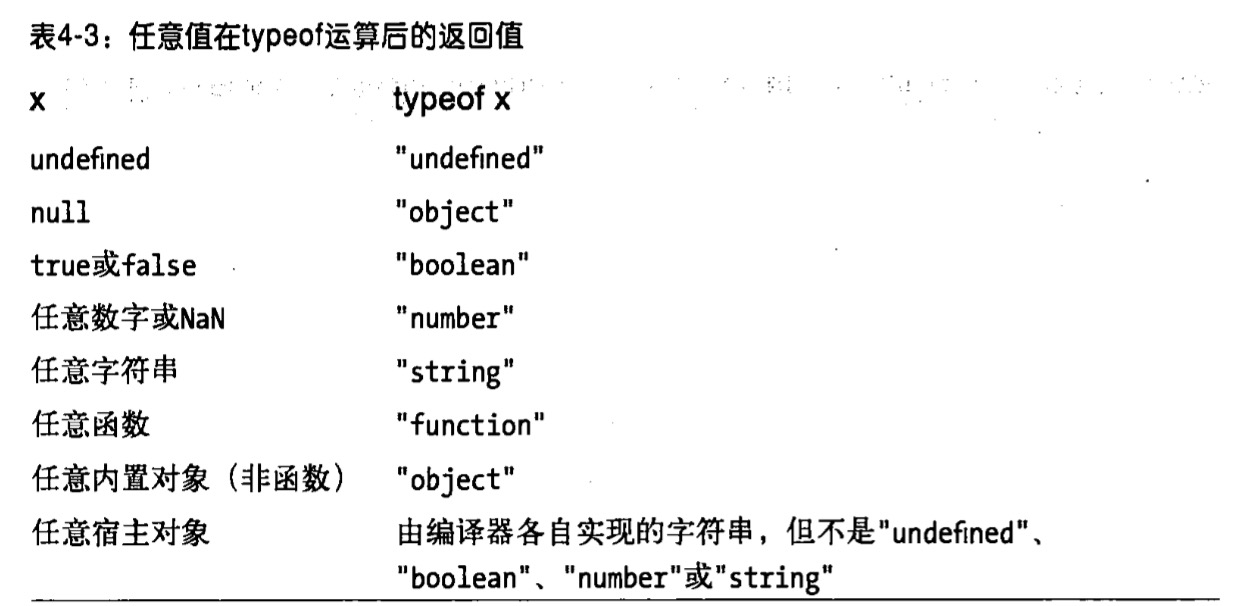 表4-3：任意值在typeof运算后的返回值
x typeof x
undefined "undefined"
null "object"
true或false "boolean"
任意数字或NaN "number"
任意字符串 "string"
任意函数 "function"
任意内置对象（非函数） "object"
任意宿主对象 由编译器各自实现的字符串，但不是"undefined"、
"boolean"、"number"或"string"